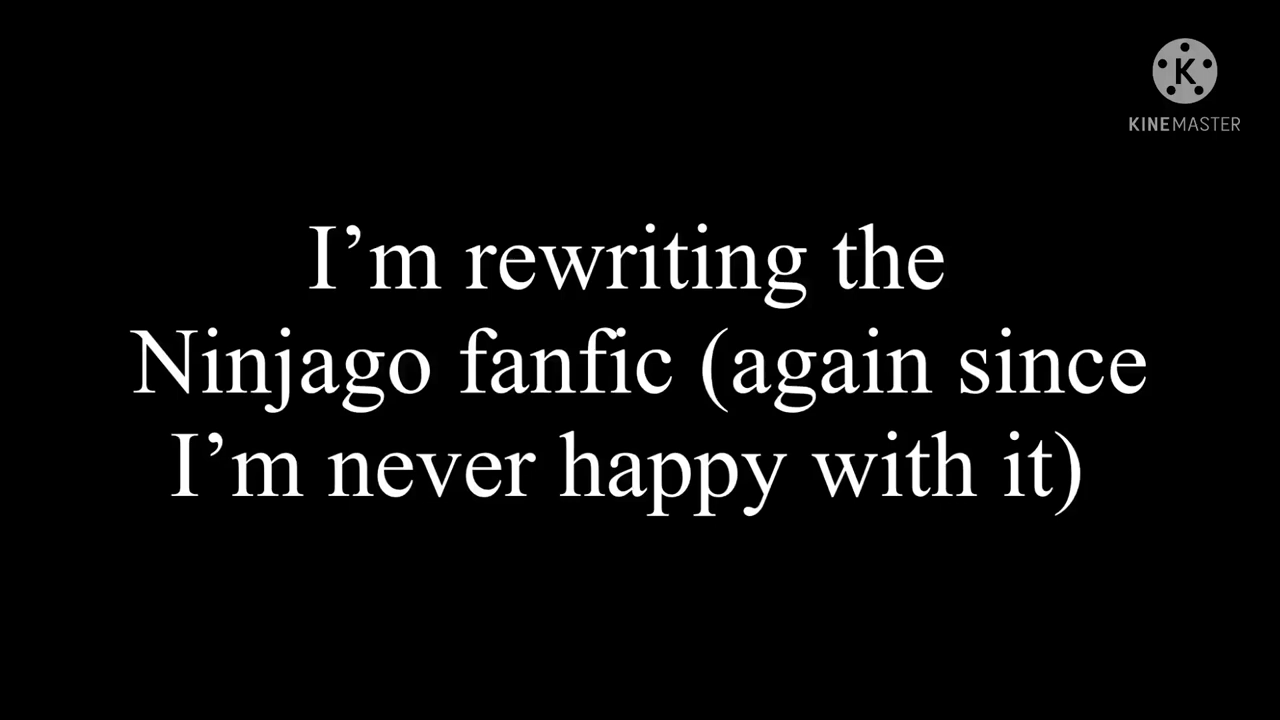 K
KINEMASTER
I’m rewriting the
Ninjago fanfic (again since
I’m never happy with it)